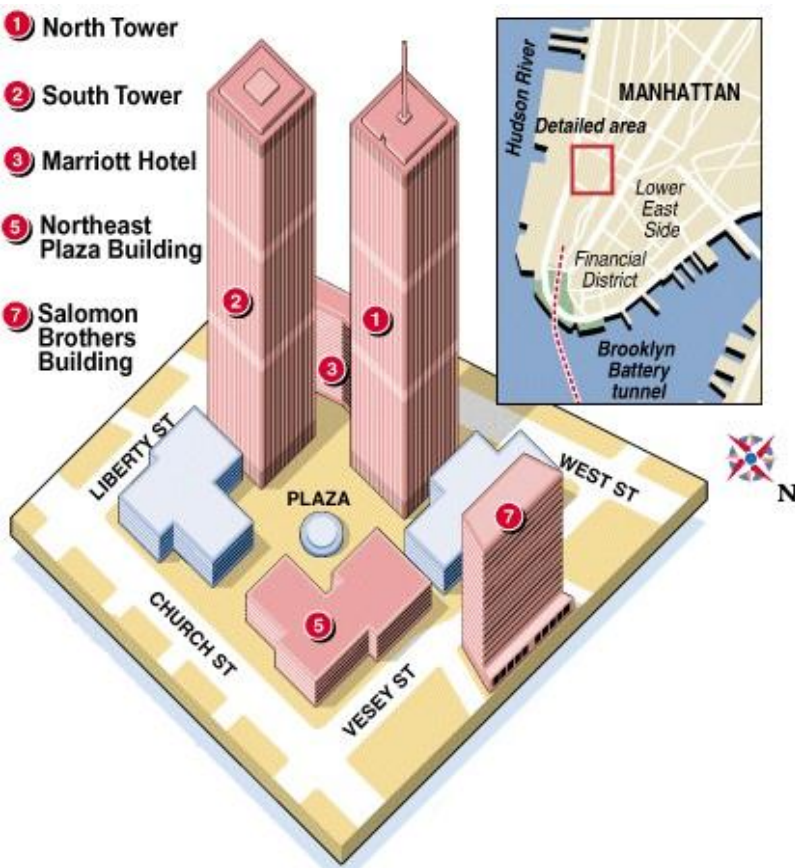 1 North Tower
2 South Tower
3 Marriott Hotel
5 Northeast
Plaza Building
7 Salomon
Brothers
Building
Hudson River
MANHATTAN
Detailed area
Lower
East
Side
Financial
District
Brooklyn
Battery
tunnel
2
1
3
LIBERTY ST
PLAZA
WEST ST
N
7
CHURCH ST
5
VESEY ST